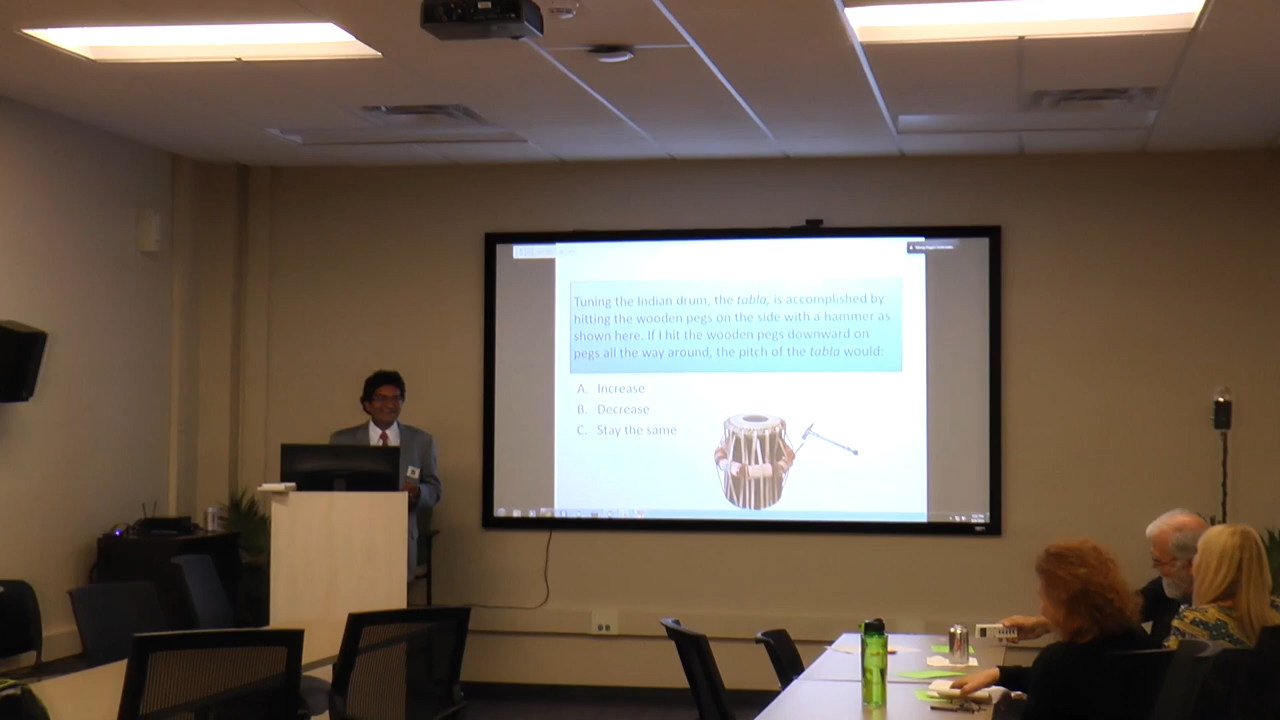 Tuning the Indian drum, the tabla, is accomplished by
hitting the wooden pegs on the side with a hammer as
shown here. If I hit the wooden pegs downward on
pegs all the way around, the pitch of the tabla would:
A. Increase
B. Decrease
C. Stay the same